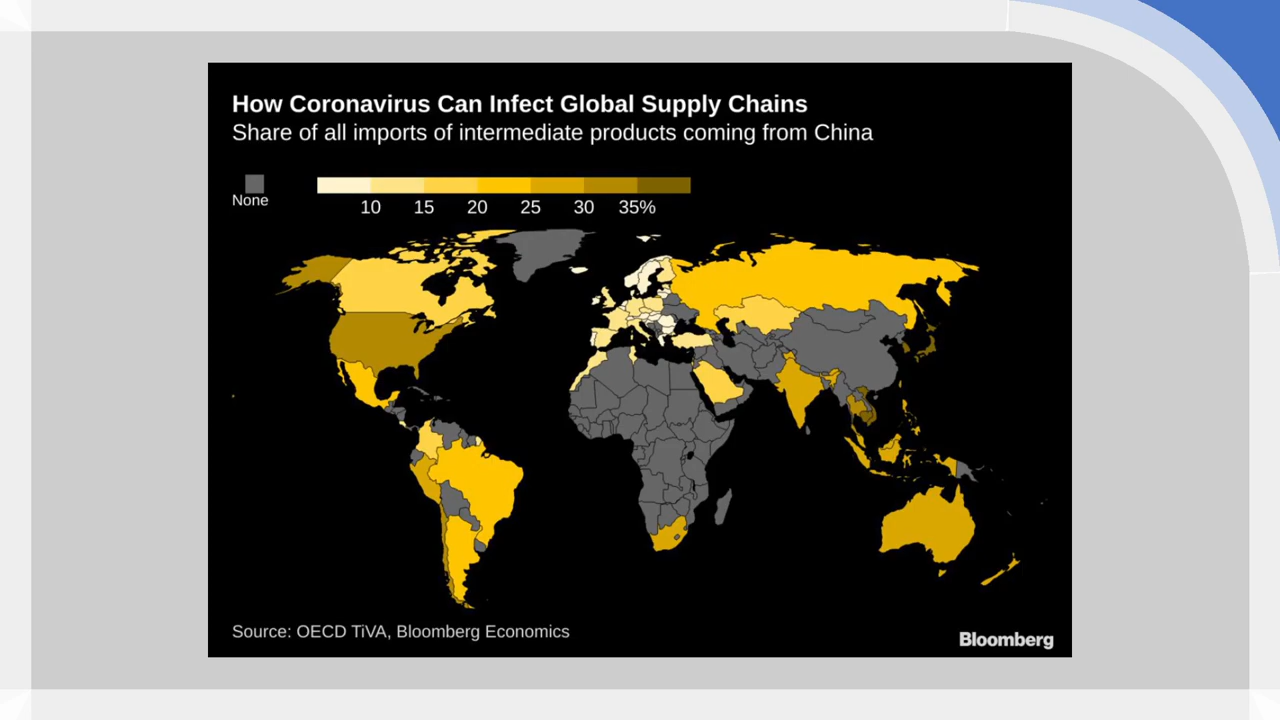 How Coronavirus Can Infect Global Supply Chains
Share of all imports of intermediate products coming from China
None
10 15 20 25 30 35%
Source: OECD TiVA, Bloomberg Economics
Bloomberg